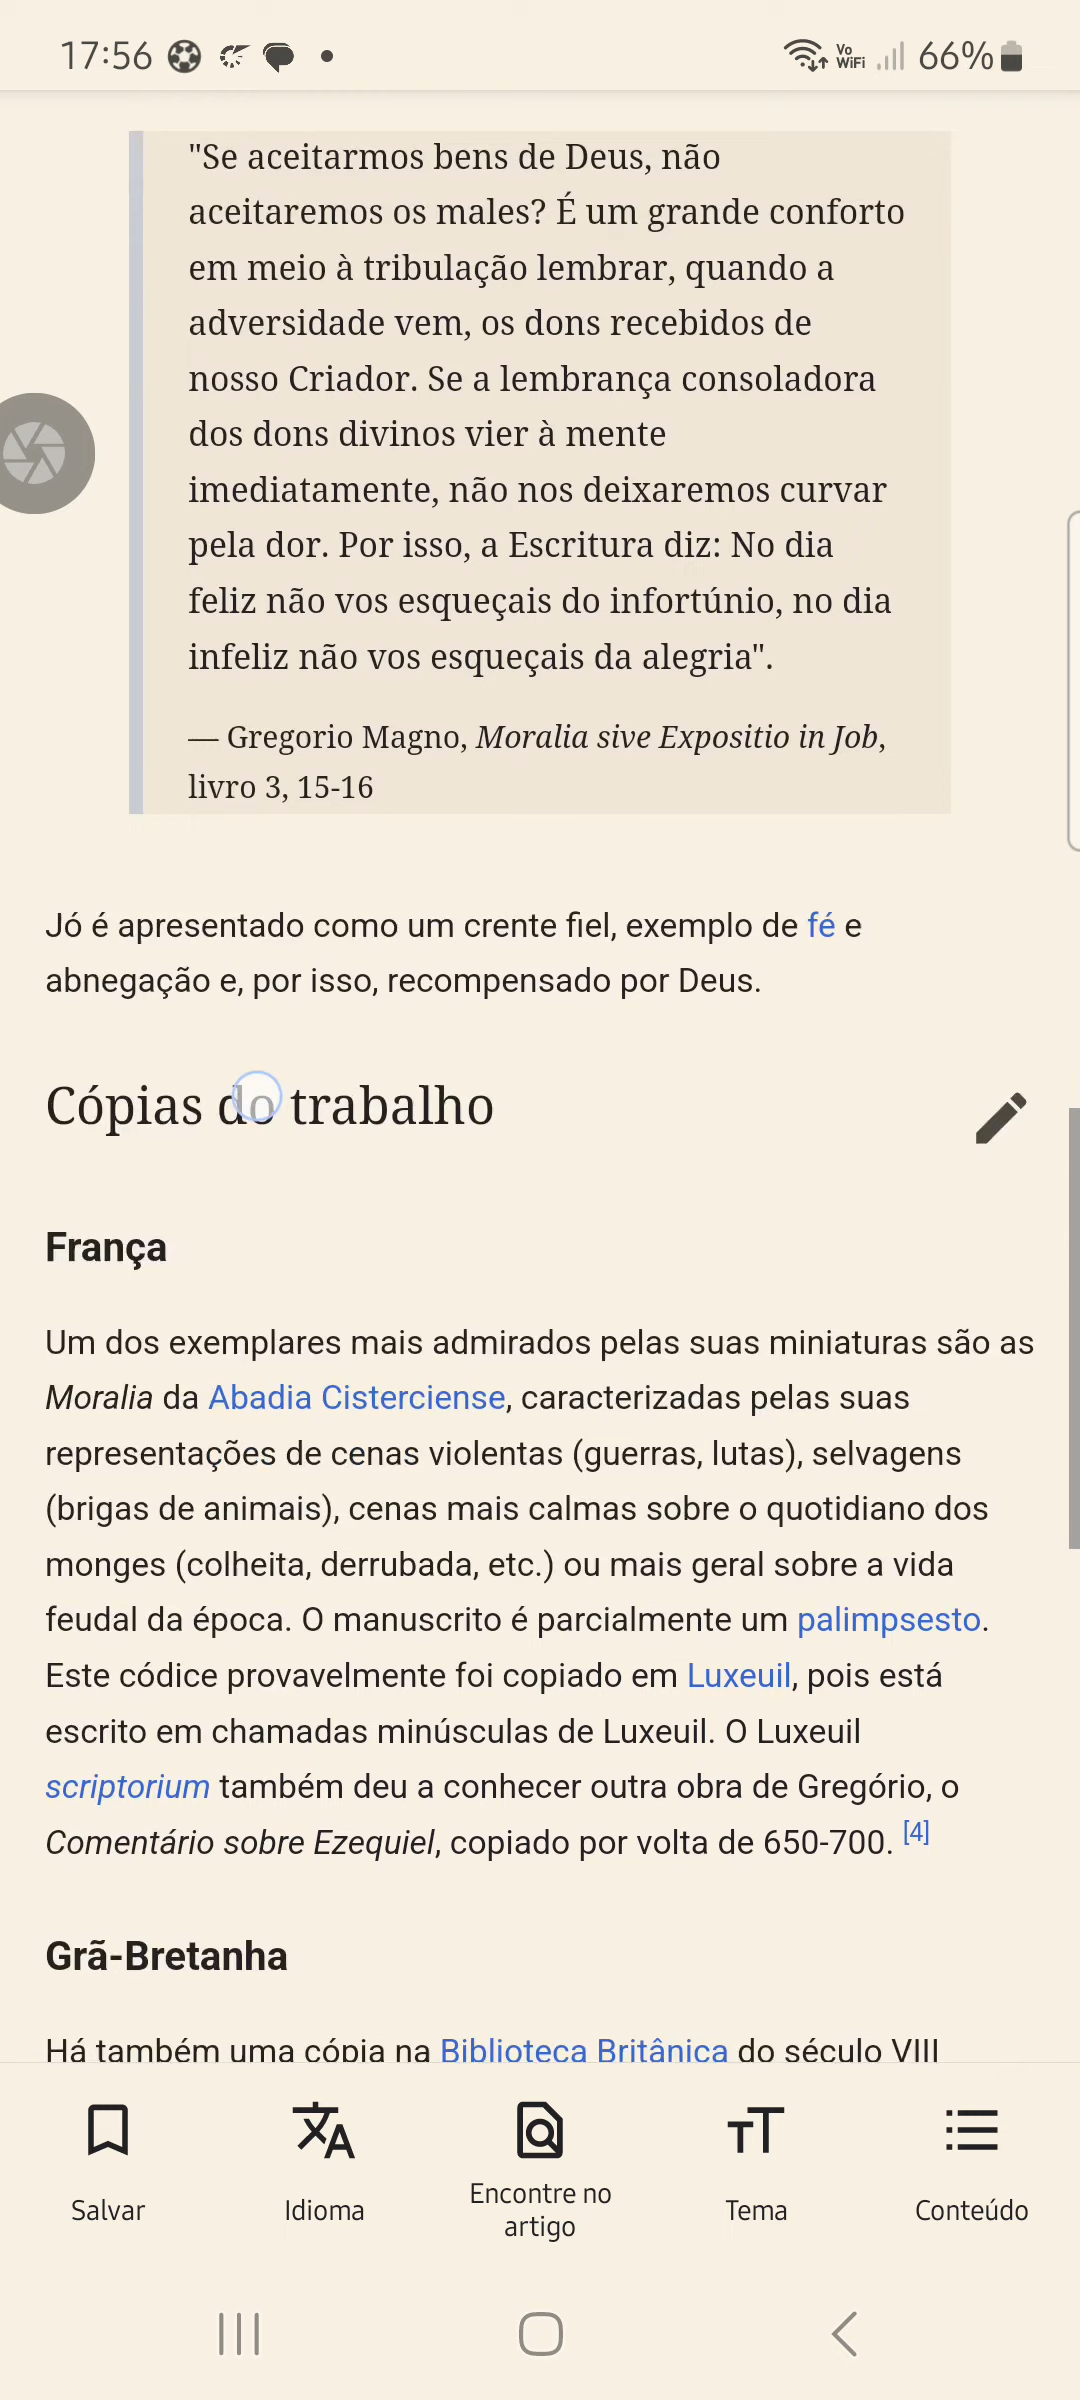 17:56
Vo
WiFi
66%
"Se aceitarmos bens de Deus, não
aceitaremos os males? É um grande conforto
em meio à tribulação lembrar, quando a
adversidade vem, os dons recebidos de
nosso Criador. Se a lembrança consoladora
dos dons divinos vier à mente
imediatamente, não nos deixaremos curvar
pela dor. Por isso, a Escritura diz: No dia
feliz não vos esqueçais do infortúnio, no dia
infeliz não vos esqueçais da alegria".
— Gregorio Magno, Moralia sive Expositio in Job,
livro 3, 15-16
Jó é apresentado como um crente fiel, exemplo de fé e
abnegação e, por isso, recompensado por Deus.
Cópias do trabalho
França
Um dos exemplares mais admirados pelas suas miniaturas são as
Moralia da Abadia Cisterciense, caracterizadas pelas suas
representações de cenas violentas (guerras, lutas), selvagens
(brigas de animais), cenas mais calmas sobre o quotidiano dos
monges (colheita, derrubada, etc.) ou mais geral sobre a vida
feudal da época. O manuscrito é parcialmente um palimpsesto.
Este códice provavelmente foi copiado em Luxeuil, pois está
escrito em chamadas minúsculas de Luxeuil. O Luxeuil
scriptorium também deu a conhecer outra obra de Gregório, o
Comentário sobre Ezequiel, copiado por volta de 650-700. [4]
Grã-Bretanha
Há também uma cópia na Biblioteca Britânica do século VIII
Salvar
Idioma
Encontre no
artigo
Tema
Conteúdo